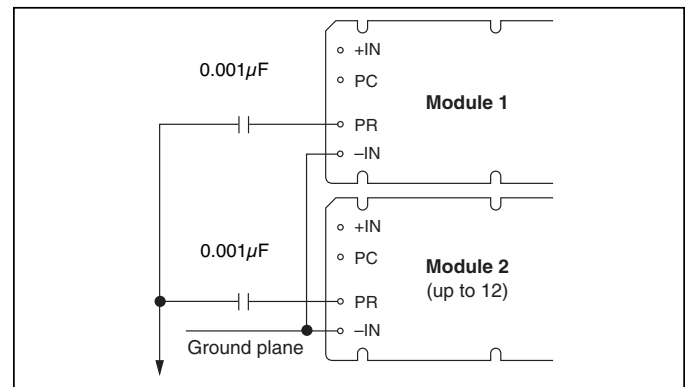 +IN
0.001µF
PC
Module 1
PR
–IN
+IN
0.001µF
PC
Module 2
(up to 12)
PR
–IN
Ground plane